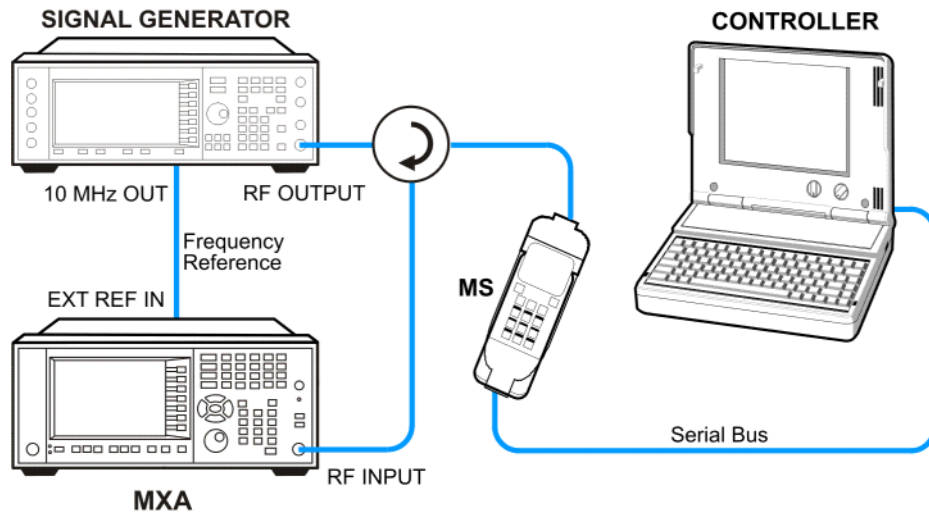 SIGNAL GENERATOR
CONTROLLER
10 MHz OUT
RF OUTPUT
Frequency
Reference
EXT REF IN
MS
Serial Bus
RF INPUT
MXA